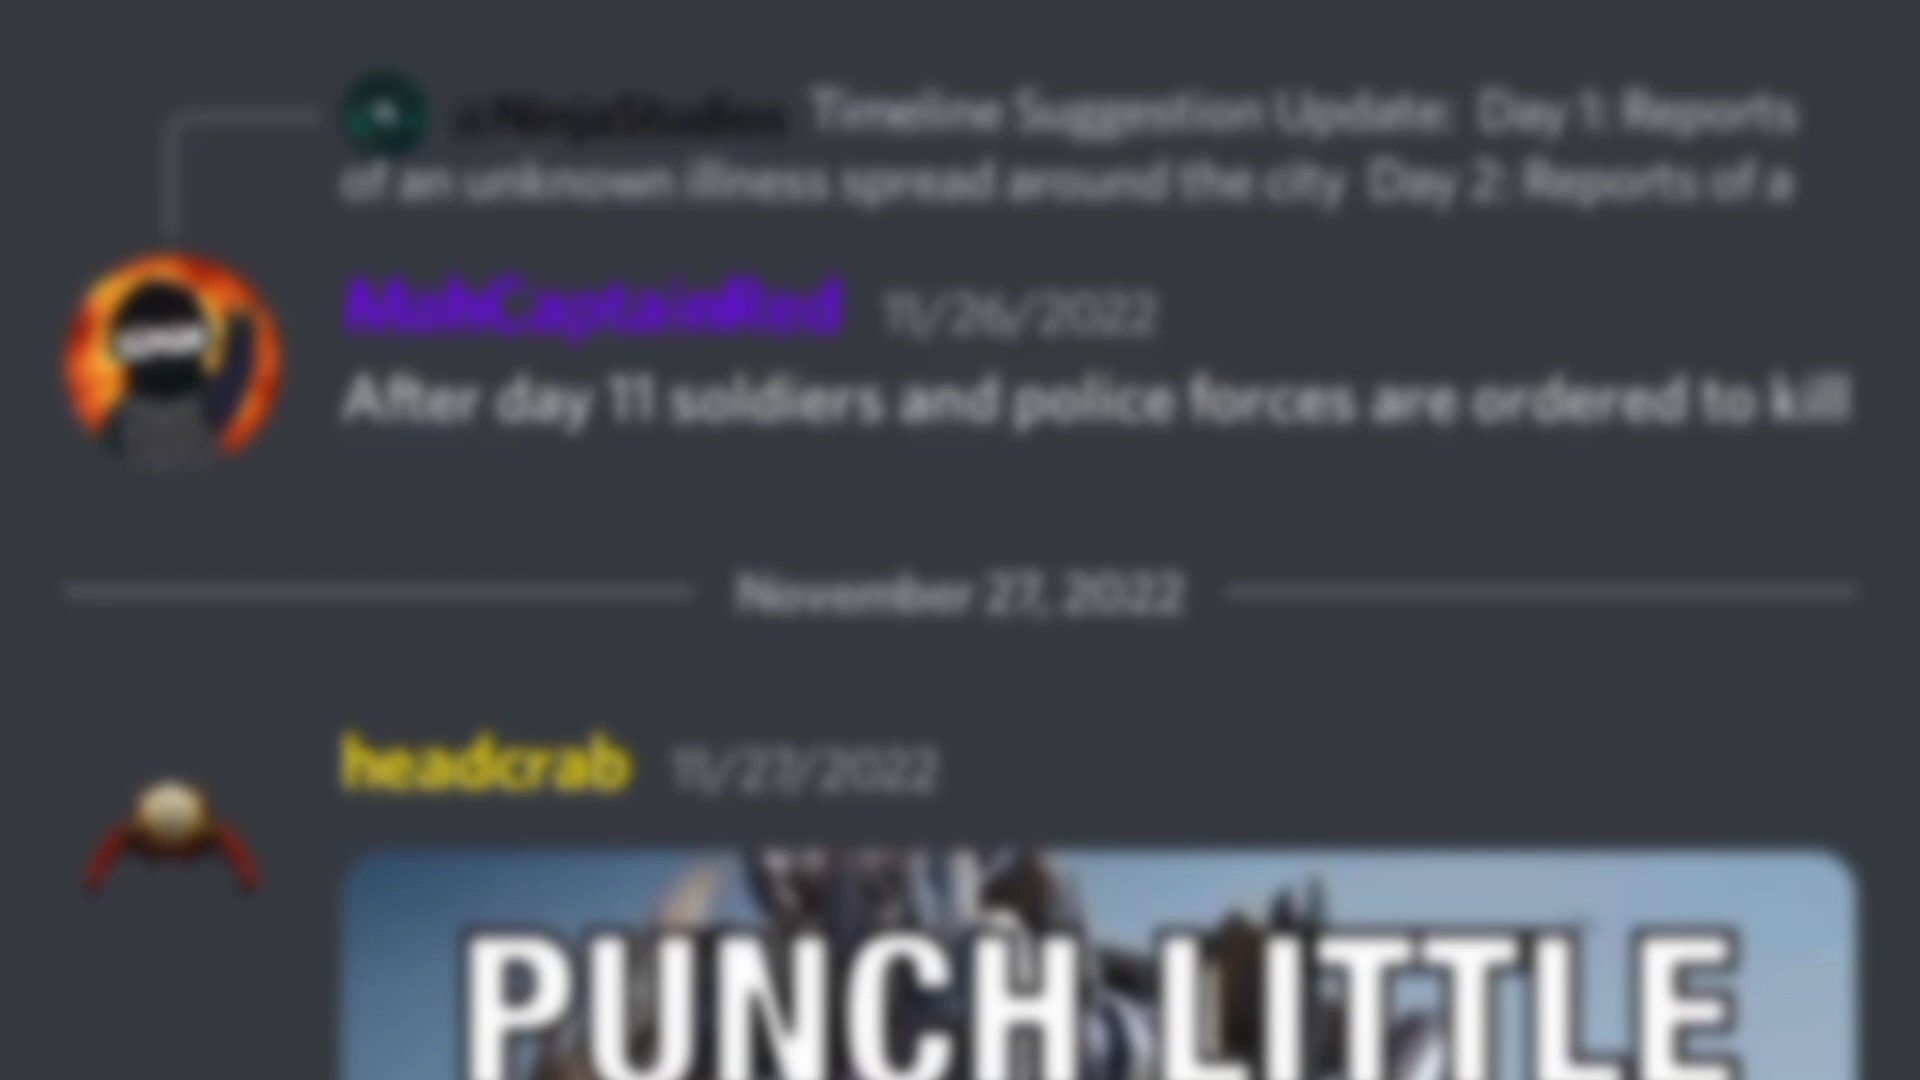 @NinjaStudios Timeline Suggestion Update: Day 1: Reports
of an unknown illness spread around the city Day 2: Reports of a
MahCaptainRed 11/26/2022
After day 11 soldiers and police forces are ordered to kill
November 27, 2022
headcrab 11/27/2022
PUNCH LITTLE